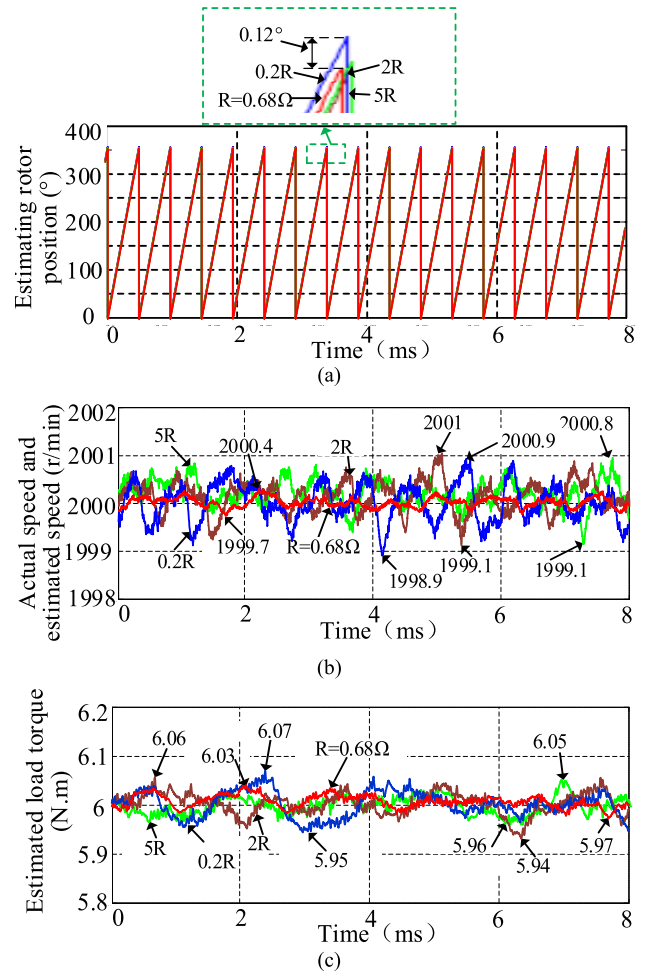 0.12°
0.2R
2R
R=0.68Ω
5R
Estimating rotor
position (°)
400
300
200
100
0
0
2
4
6
8
Time（ms）
(a)
Actual speed and
estimated speed (r/min)
2002
2001
2000
1999
1998
5R
2000.4
2R
2001
2000.9
2000.8
0.2R
1999.7
R=0.68Ω
1998.9
1999.1
1999.1
0
2
4
6
8
Time（ms）
(b)
Estimated load torque
(N.m)
6.2
6.1
6
5.9
5.8
6.06
6.03
6.07
R=0.68Ω
6.05
5R
0.2R
2R
5.95
5.96
5.94
5.97
0
2
4
6
8
Time（ms）
(c)